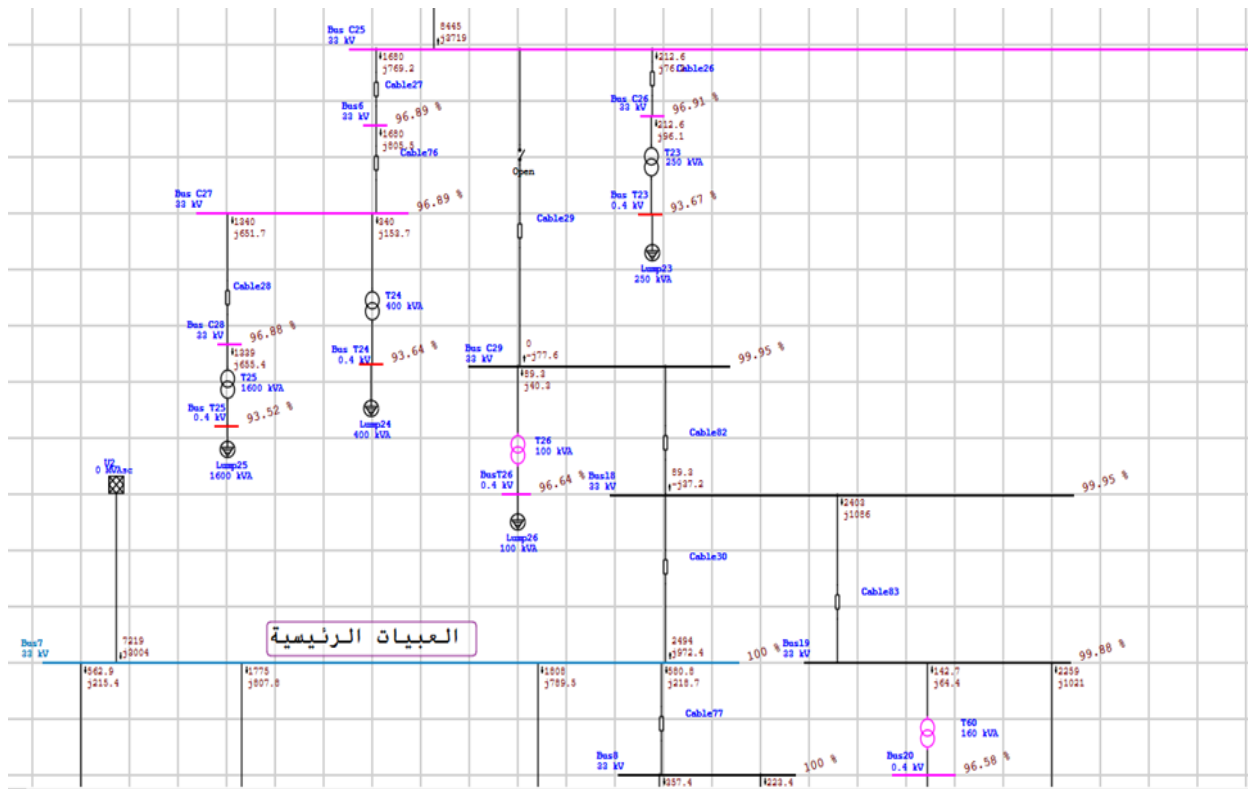 Bus C25
33 kV
8445
j3719
1680
j769.2
Cable27
Bus6
33 kV
96.89 %
1680
j805.5
Cable76
212.6
Cable26
Bus C26
33 kV
96.91 %
212.6
j96.1
T23
250 kVA
Bus T23
0.4 kV
93.67 %
Lump23
250 kVA
Open
Cable29
Bus C27
33 kV
96.89 %
1340
j651.7
340
j153.7
Cable28
T24
400 kVA
Bus C28
33 kV
96.88 %
1339
j655.4
T25
1600 kVA
Bus T25
0.4 kV
93.52 %
Lump25
1600 kVA
Bus T24
0.4 kV
93.64 %
Lump24
400 kVA
Bus C29
33 kV
0
-j77.6
99.95 %
89.3
j40.3
T26
100 kVA
BusT26
0.4 kV
96.64 %
Lump26
100 kVA
Cable82
Bus18
33 kV
89.3
-j37.2
99.95 %
2403
j1086
Cable30
Cable83
U2
0 MVAsc
العبيات الرئيسية
Bus7
33 kV
7219
j3004
2494
j972.4
100 %
562.9
j215.4
1775
j807.8
1808
j789.5
580.8
j218.7
Cable77
Bus8
33 kV
100 %
357.4
223.4
Bus19
33 kV
99.88 %
142.7
j64.4
2259
j1021
T60
160 kVA
Bus20
0.4 kV
96.58 %